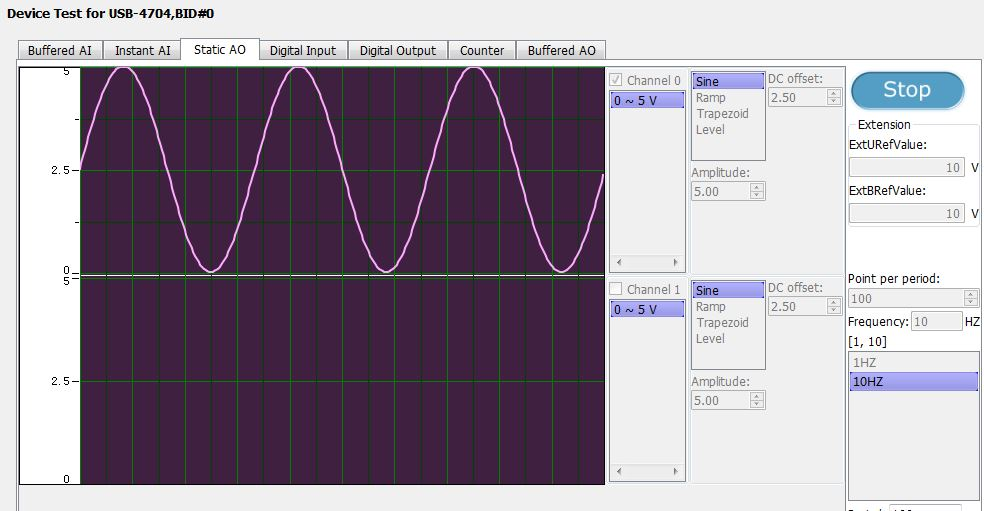 Device Test for USB-4704,BID#0
Buffered AI Instant AI Static AO Digital Input Digital Output Counter Buffered AO
5
2.5
0
Channel 0
0 ~ 5 V
Sine
Ramp
Trapezoid
Level
DC offset:
2.50
Amplitude:
5.00
5
2.5
0
Channel 1
0 ~ 5 V
Sine
Ramp
Trapezoid
Level
DC offset:
2.50
Amplitude:
5.00
Stop
Extension
ExtURefValue:
10 V
ExtBRefValue:
10 V
Point per period:
100
Frequency: 10 HZ
[1, 10]
1HZ
10HZ